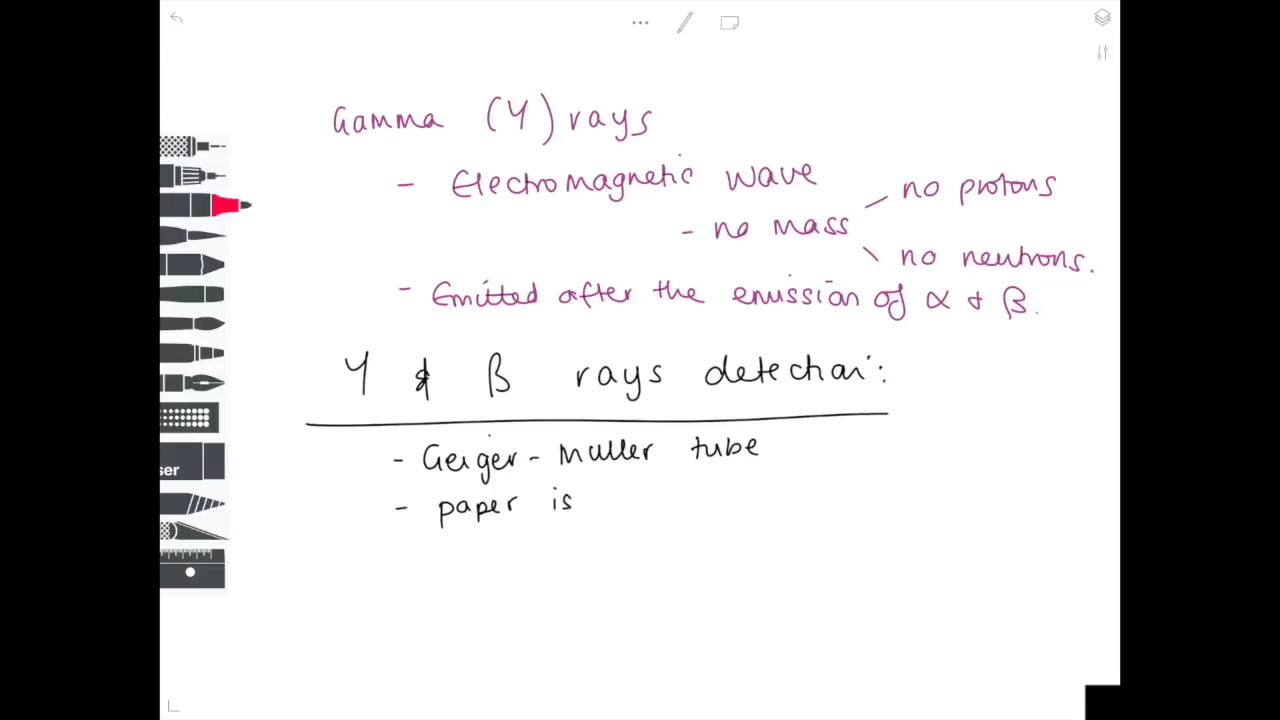 Gamma (γ) rays
- Electromagnetic wave
- no mass
no protons
no neutrons.
- Emitted after the emission of α & β.
γ & β rays detection:
- Geiger-Muller tube
- paper is
ser